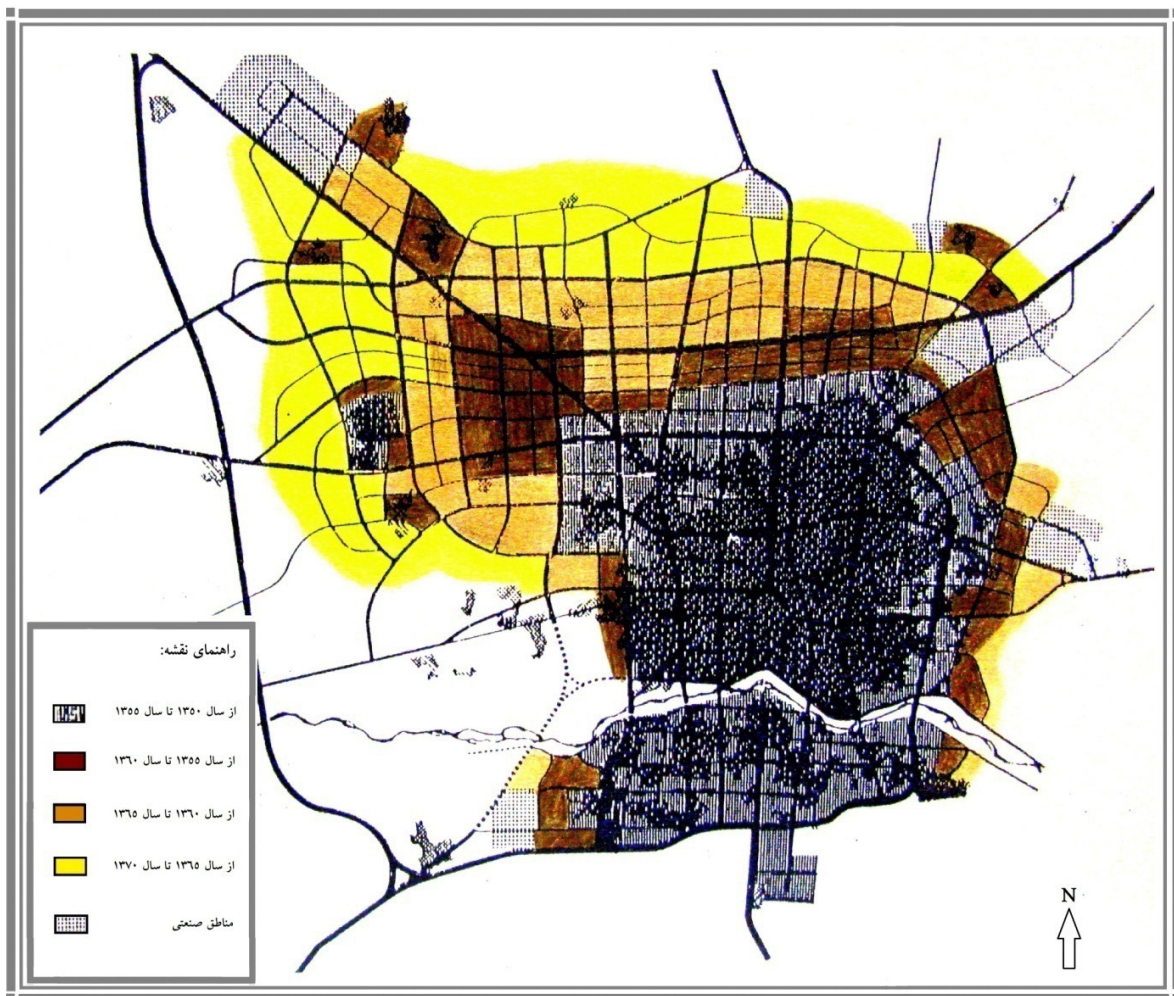 راهنمای نقشه:
از سال ۱۳۵۰ تا سال ۱۳۵۵
از سال ۱۳۵۵ تا سال ۱۳۶۰
از سال ۱۳۶۰ تا سال ۱۳۶۵
از سال ۱۳۶۵ تا سال ۱۳۷۰
مناطق صنعتی
N